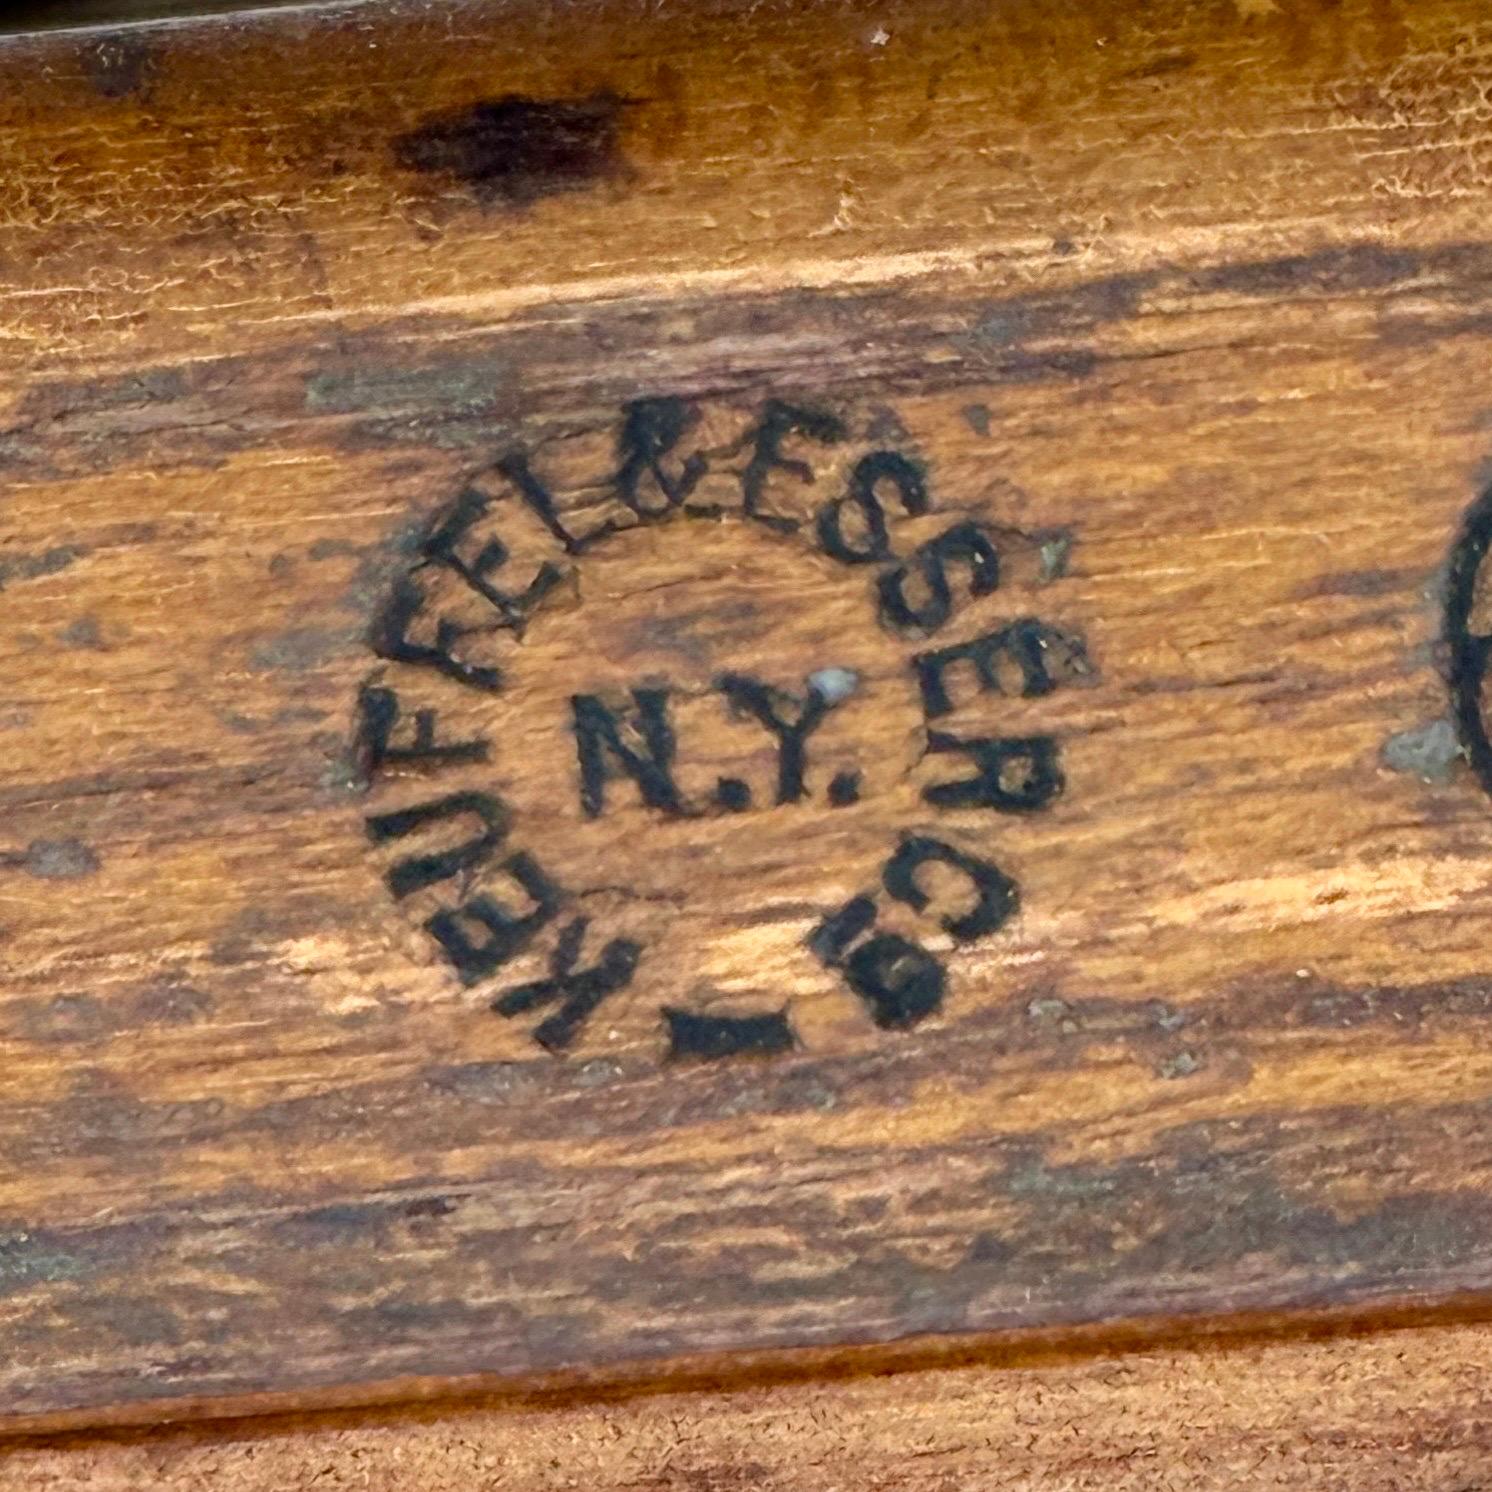 KEUFFEL & ESSER Co
N.Y.